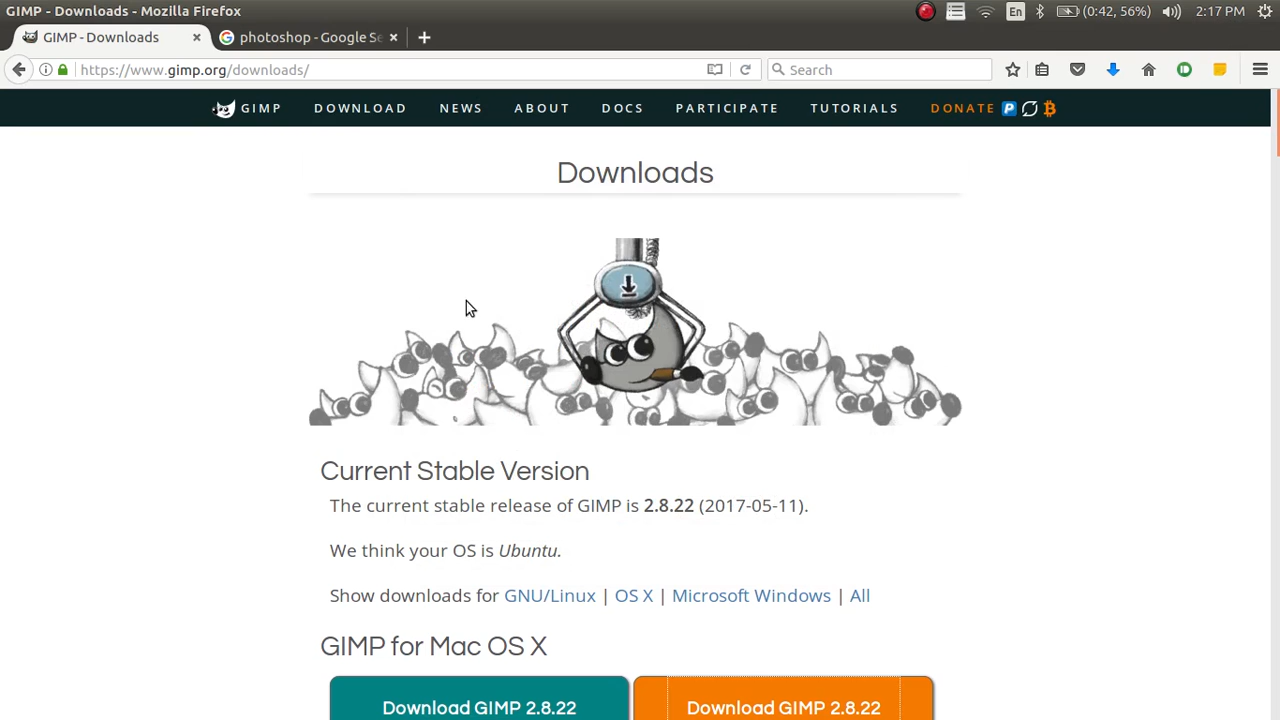 GIMP - Downloads - Mozilla Firefox
En (0:42, 56%) 2:17 PM
GIMP - Downloads × photoshop - Google Se × +
https://www.gimp.org/downloads/ Search
GIMP DOWNLOAD NEWS ABOUT DOCS PARTICIPATE TUTORIALS DONATE
Downloads
Current Stable Version
The current stable release of GIMP is 2.8.22 (2017-05-11).
We think your OS is Ubuntu.
Show downloads for GNU/Linux | OS X | Microsoft Windows | All
GIMP for Mac OS X
Download GIMP 2.8.22 Download GIMP 2.8.22